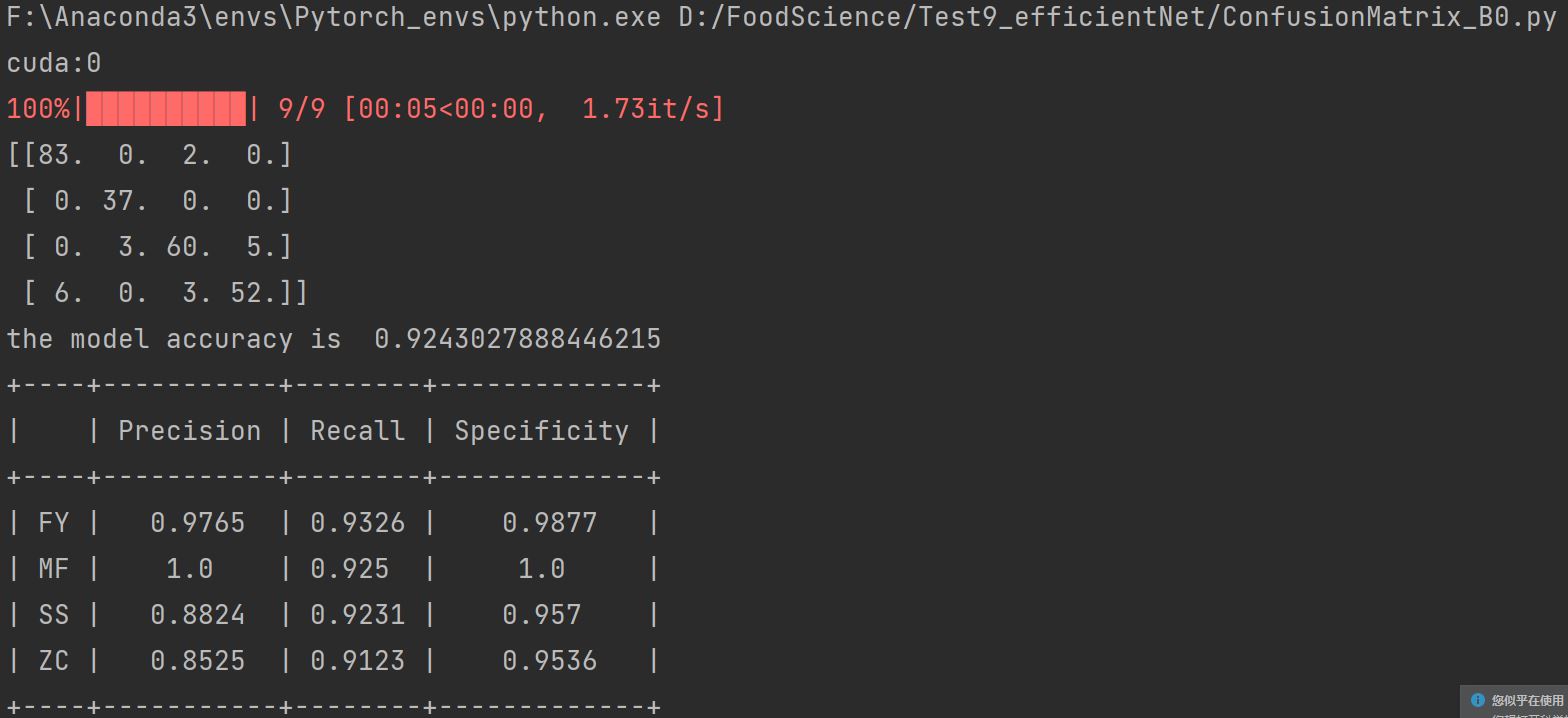 F:\Anaconda3\envs\Pytorch_envs\python.exe D:/FoodScience/Test9_efficientNet/ConfusionMatrix_B0.py
cuda:0
100%|██████████| 9/9 [00:05<00:00,  1.73it/s]
[[83.  0.  2.  0.]
 [ 0. 37.  0.  0.]
 [ 0.  3. 60.  5.]
 [ 6.  0.  3. 52.]]
the model accuracy is  0.9243027888446215
+----+-----------+--------+-------------+
|    | Precision | Recall | Specificity |
+----+-----------+--------+-------------+
| FY |   0.9765  | 0.9326 |    0.9877   |
| MF |    1.0    | 0.925  |     1.0     |
| SS |   0.8824  | 0.9231 |    0.957    |
| ZC |   0.8525  | 0.9123 |    0.9536   |
+----+-----------+--------+-------------+
您似乎在使用